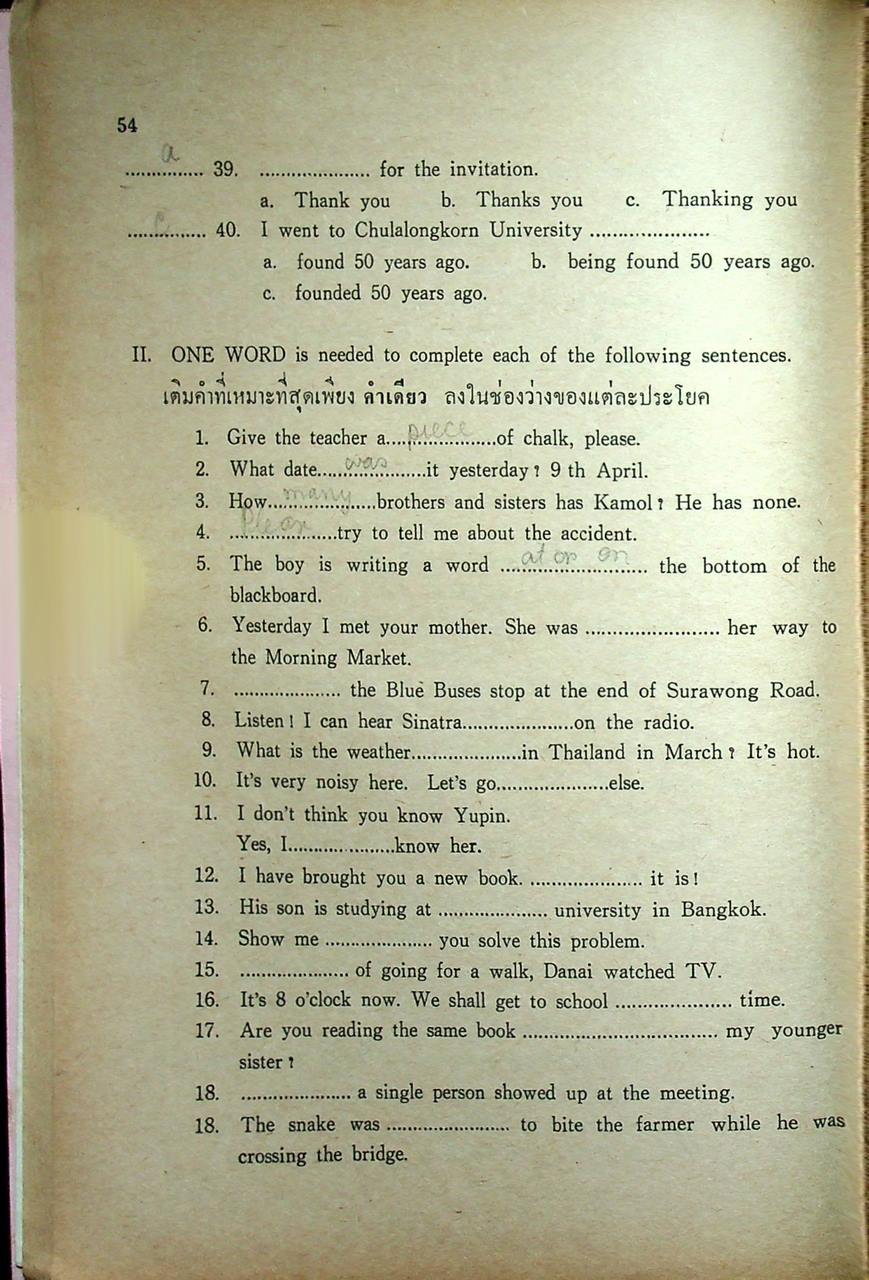 54
a
............... 39. ..................... for the invitation.
a. Thank you b. Thanks you c. Thanking you
............... 40. I went to Chulalongkorn University .....................
a. found 50 years ago. b. being found 50 years ago.
c. founded 50 years ago.
II. ONE WORD is needed to complete each of the following sentences.
เติมคำที่เหมาะที่สุดเพียง คำเดียว ลงในช่องว่างของแต่ละประโยค
1. Give the teacher a....piece...............of chalk, please.
2. What date.....was................it yesterday? 9 th April.
3. How...many..................brothers and sisters has Kamol? He has none.
4. .....................try to tell me about the accident.
5. The boy is writing a word ....at or on..................... the bottom of the
blackboard.
6. Yesterday I met your mother. She was .......................... her way to
the Morning Market.
7. ..................... the Blue Buses stop at the end of Surawong Road.
8. Listen! I can hear Sinatra.....................on the radio.
9. What is the weather.....................in Thailand in March? It's hot.
10. It's very noisy here. Let's go.....................else.
11. I don't think you know Yupin.
Yes, I.....................know her.
12. I have brought you a new book. ..................... it is!
13. His son is studying at ..................... university in Bangkok.
14. Show me ..................... you solve this problem.
15. ..................... of going for a walk, Danai watched TV.
16. It's 8 o'clock now. We shall get to school ...................... time.
17. Are you reading the same book ..................................... my younger
sister?
18. ..................... a single person showed up at the meeting.
18. The snake was ........................ to bite the farmer while he was
crossing the bridge.